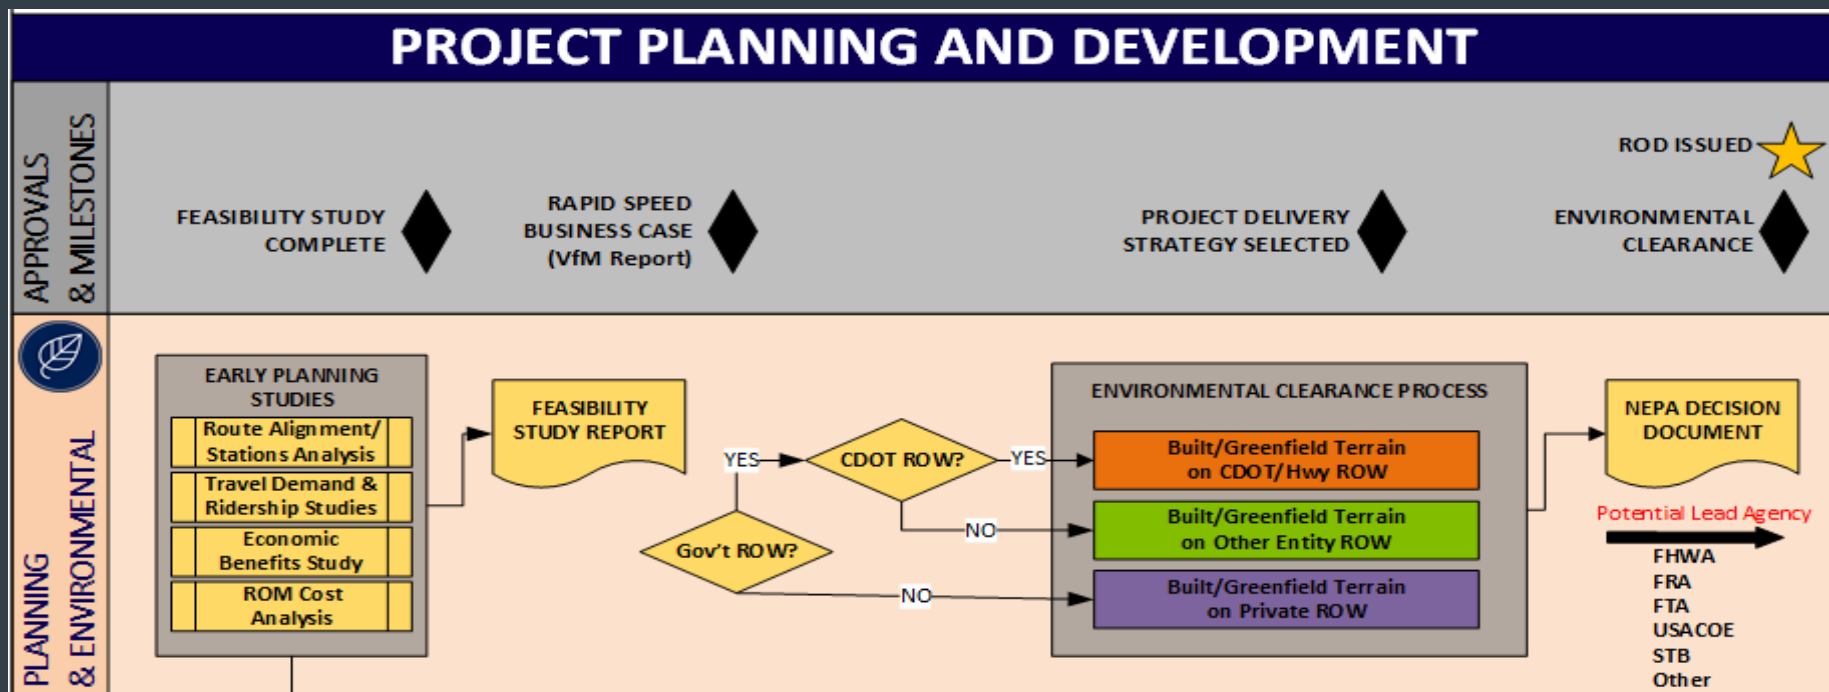 PROJECT PLANNING AND DEVELOPMENT
APPROVALS
& MILESTONES
FEASIBILITY STUDY
COMPLETE
RAPID SPEED
BUSINESS CASE
(VfM Report)
PROJECT DELIVERY
STRATEGY SELECTED
ROD ISSUED
ENVIRONMENTAL
CLEARANCE
PLANNING
& ENVIRONMENTAL
EARLY PLANNING
STUDIES
Route Alignment/
Stations Analysis
Travel Demand &
Ridership Studies
Economic
Benefits Study
ROM Cost
Analysis
FEASIBILITY
STUDY REPORT
Gov't ROW?
YES
NO
CDOT ROW?
YES
NO
ENVIRONMENTAL CLEARANCE PROCESS
Built/Greenfield Terrain
on CDOT/Hwy ROW
Built/Greenfield Terrain
on Other Entity ROW
Built/Greenfield Terrain
on Private ROW
NEPA DECISION
DOCUMENT
Potential Lead Agency
FHWA
FRA
FTA
USACOE
STB
Other